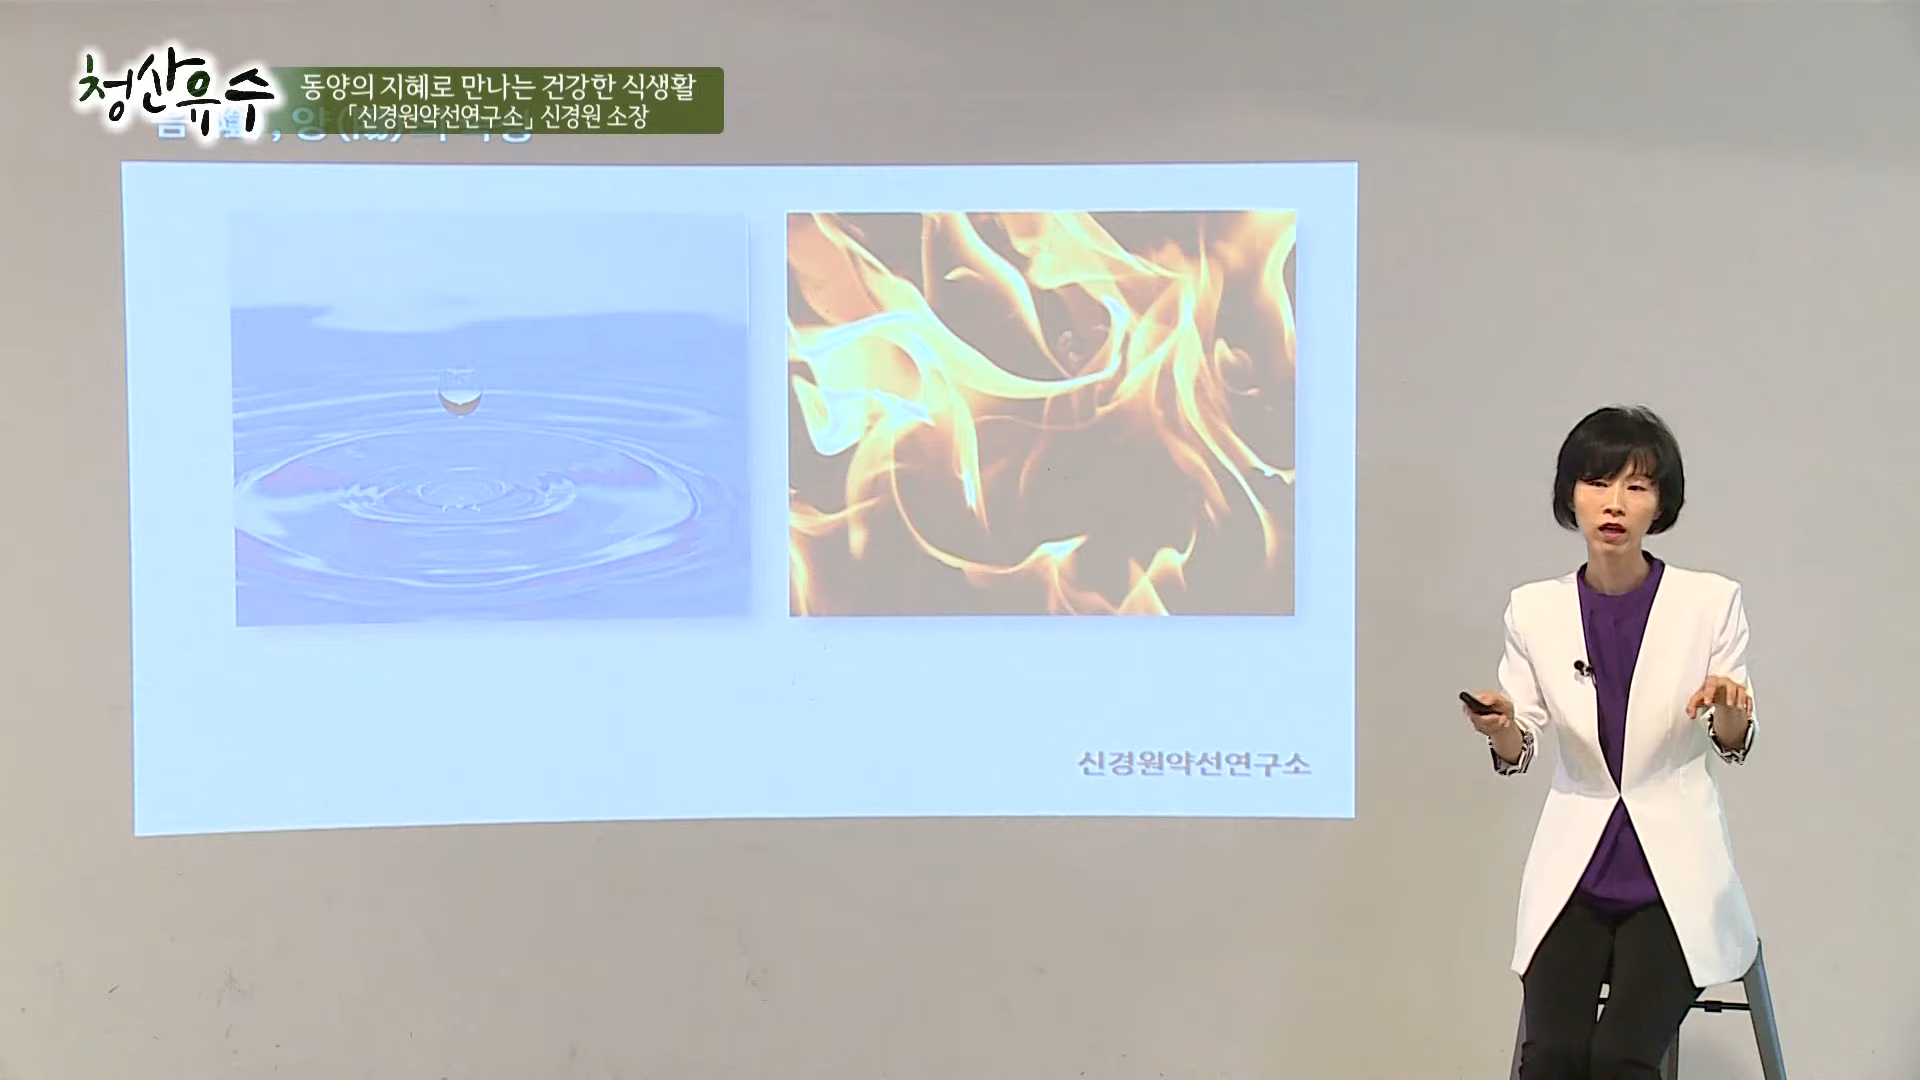 청산유수
동양의 지혜로 만나는 건강한 식생활
「신경원약선연구소」 신경원 소장
, 양
신경원약선연구소